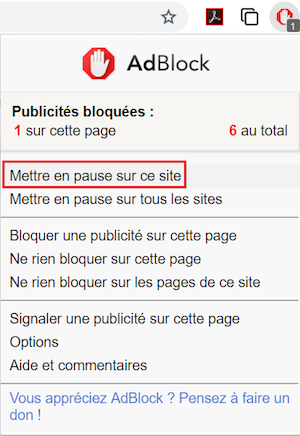 1
AdBlock
Publicités bloquées :
1 sur cette page 6 au total
Mettre en pause sur ce site
Mettre en pause sur tous les sites
Bloquer une publicité sur cette page
Ne rien bloquer sur cette page
Ne rien bloquer sur les pages de ce site
Signaler une publicité sur cette page
Options
Aide et commentaires
Vous appréciez AdBlock ? Pensez à faire un
don !